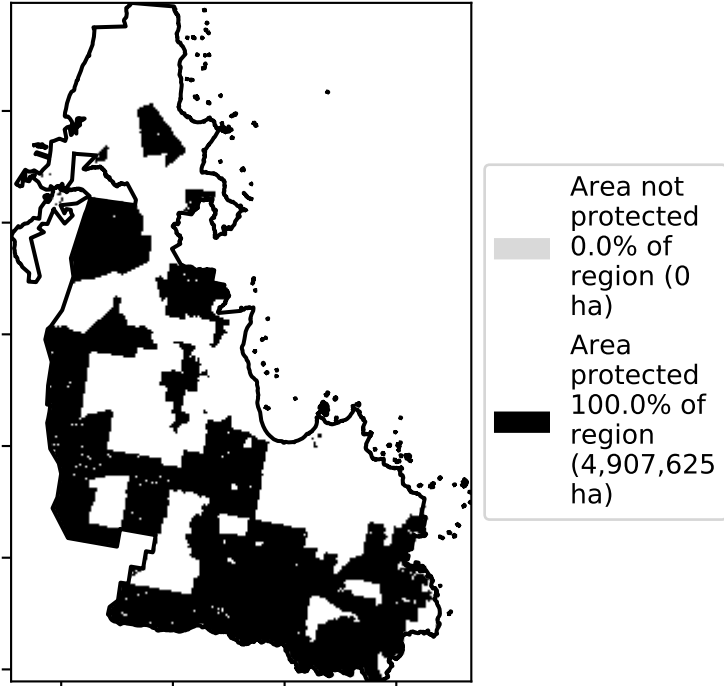 Area not
protected
0.0% of
region (0
ha)
Area
protected
100.0% of
region
(4,907,625
ha)